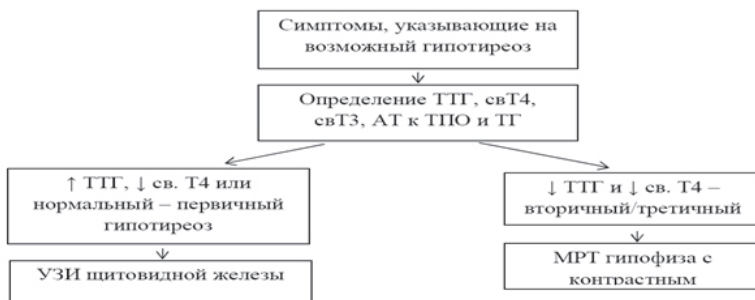 Симптомы, указывающие на
возможный гипотиреоз
Определение ТТГ, свТ4,
свТ3, АТ к ТПО и ТГ
↑ ТТГ, ↓ св. Т4 или
нормальный – первичный
гипотиреоз
↓ ТТГ и ↓ св. Т4 –
вторичный/третичный
УЗИ щитовидной железы
МРТ гипофиза с
контрастным